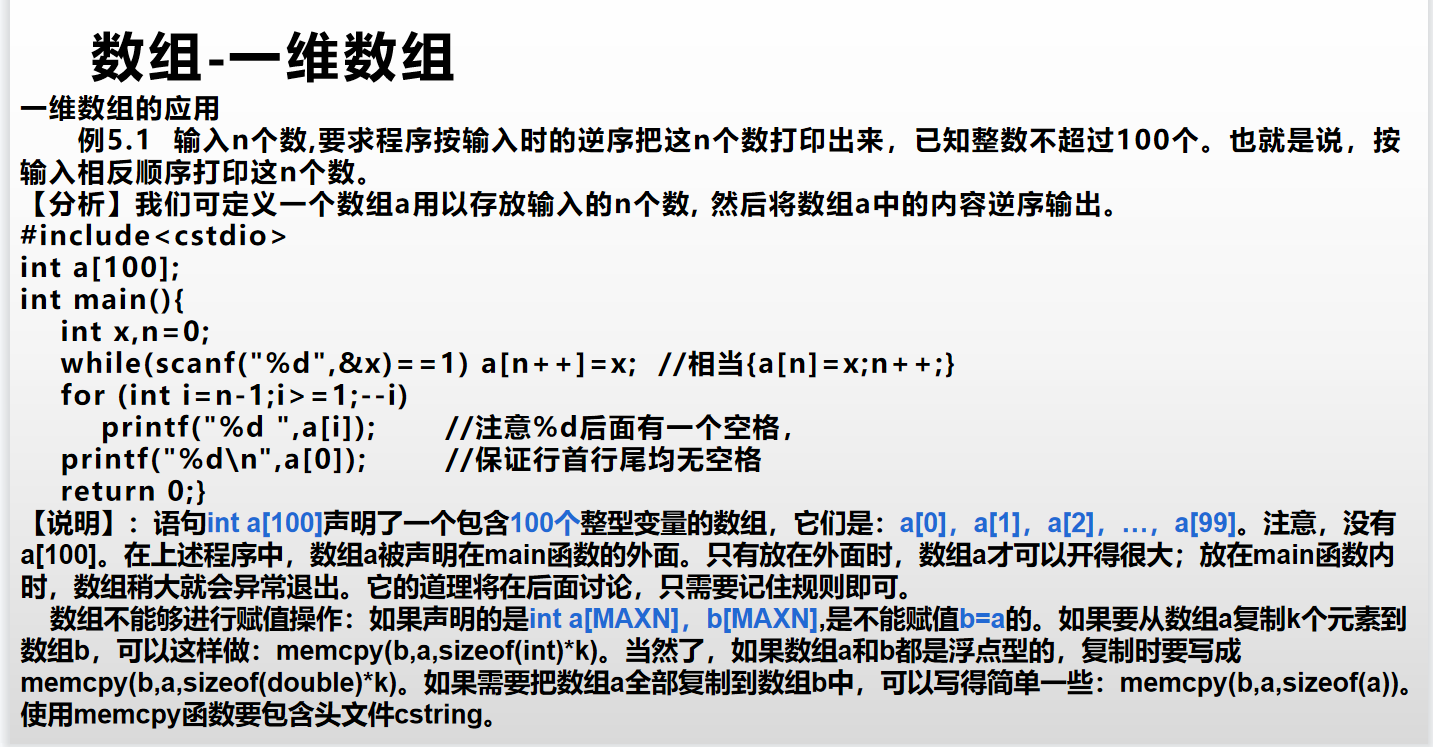 数组-一维数组
一维数组的应用
例5.1 输入n个数,要求程序按输入时的逆序把这n个数打印出来，已知整数不超过100个。也就是说，按
输入相反顺序打印这n个数。
【分析】我们可定义一个数组a用以存放输入的n个数, 然后将数组a中的内容逆序输出。
#include<cstdio>
int a[100];
int main(){
int x,n=0;
while(scanf("%d",&x)==1) a[n++]=x; //相当{a[n]=x;n++;}
for (int i=n-1;i>=1;--i)
printf("%d ",a[i]); //注意%d后面有一个空格，
printf("%d\n",a[0]); //保证行首行尾均无空格
return 0;}
【说明】：语句int a[100]声明了一个包含100个整型变量的数组，它们是：a[0]，a[1]，a[2]，…，a[99]。注意，没有
a[100]。在上述程序中，数组a被声明在main函数的外面。只有放在外面时，数组a才可以开得很大；放在main函数内
时，数组稍大就会异常退出。它的道理将在后面讨论，只需要记住规则即可。
数组不能够进行赋值操作：如果声明的是int a[MAXN]，b[MAXN],是不能赋值b=a的。如果要从数组a复制k个元素到
数组b，可以这样做：memcpy(b,a,sizeof(int)*k)。当然了，如果数组a和b都是浮点型的，复制时要写成
memcpy(b,a,sizeof(double)*k)。如果需要把数组a全部复制到数组b中，可以写得简单一些：memcpy(b,a,sizeof(a))。
使用memcpy函数要包含头文件cstring。